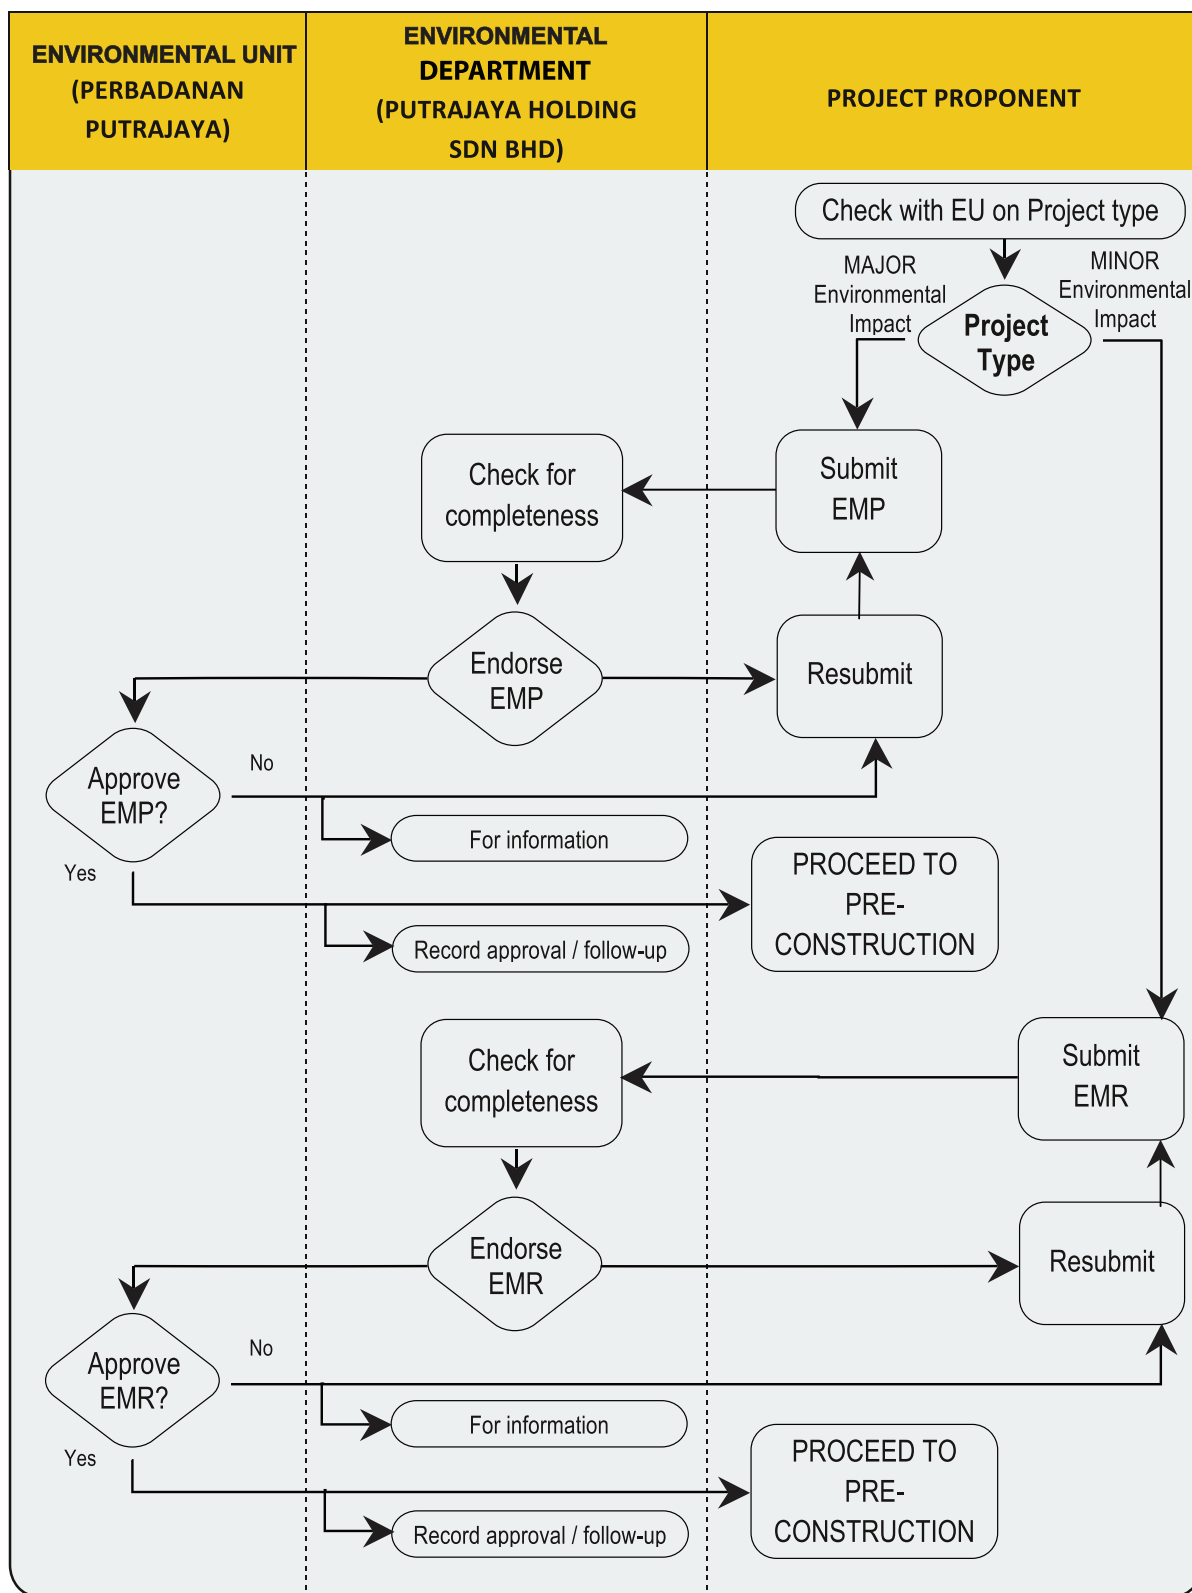 ENVIRONMENTAL UNIT
(PERBADANAN
PUTRAJAYA)
ENVIRONMENTAL
DEPARTMENT
(PUTRAJAYA HOLDING
SDN BHD)
PROJECT PROPONENT
Check with EU on Project type
MAJOR
Environmental
Impact
MINOR
Environmental
Impact
Project
Type
Check for
completeness
Submit
EMP
Endorse
EMP
Resubmit
Approve
EMP?
No
For information
Yes
PROCEED TO
PRE-
CONSTRUCTION
Record approval / follow-up
Check for
completeness
Submit
EMR
Endorse
EMR
Resubmit
Approve
EMR?
No
For information
Yes
PROCEED TO
PRE-
CONSTRUCTION
Record approval / follow-up